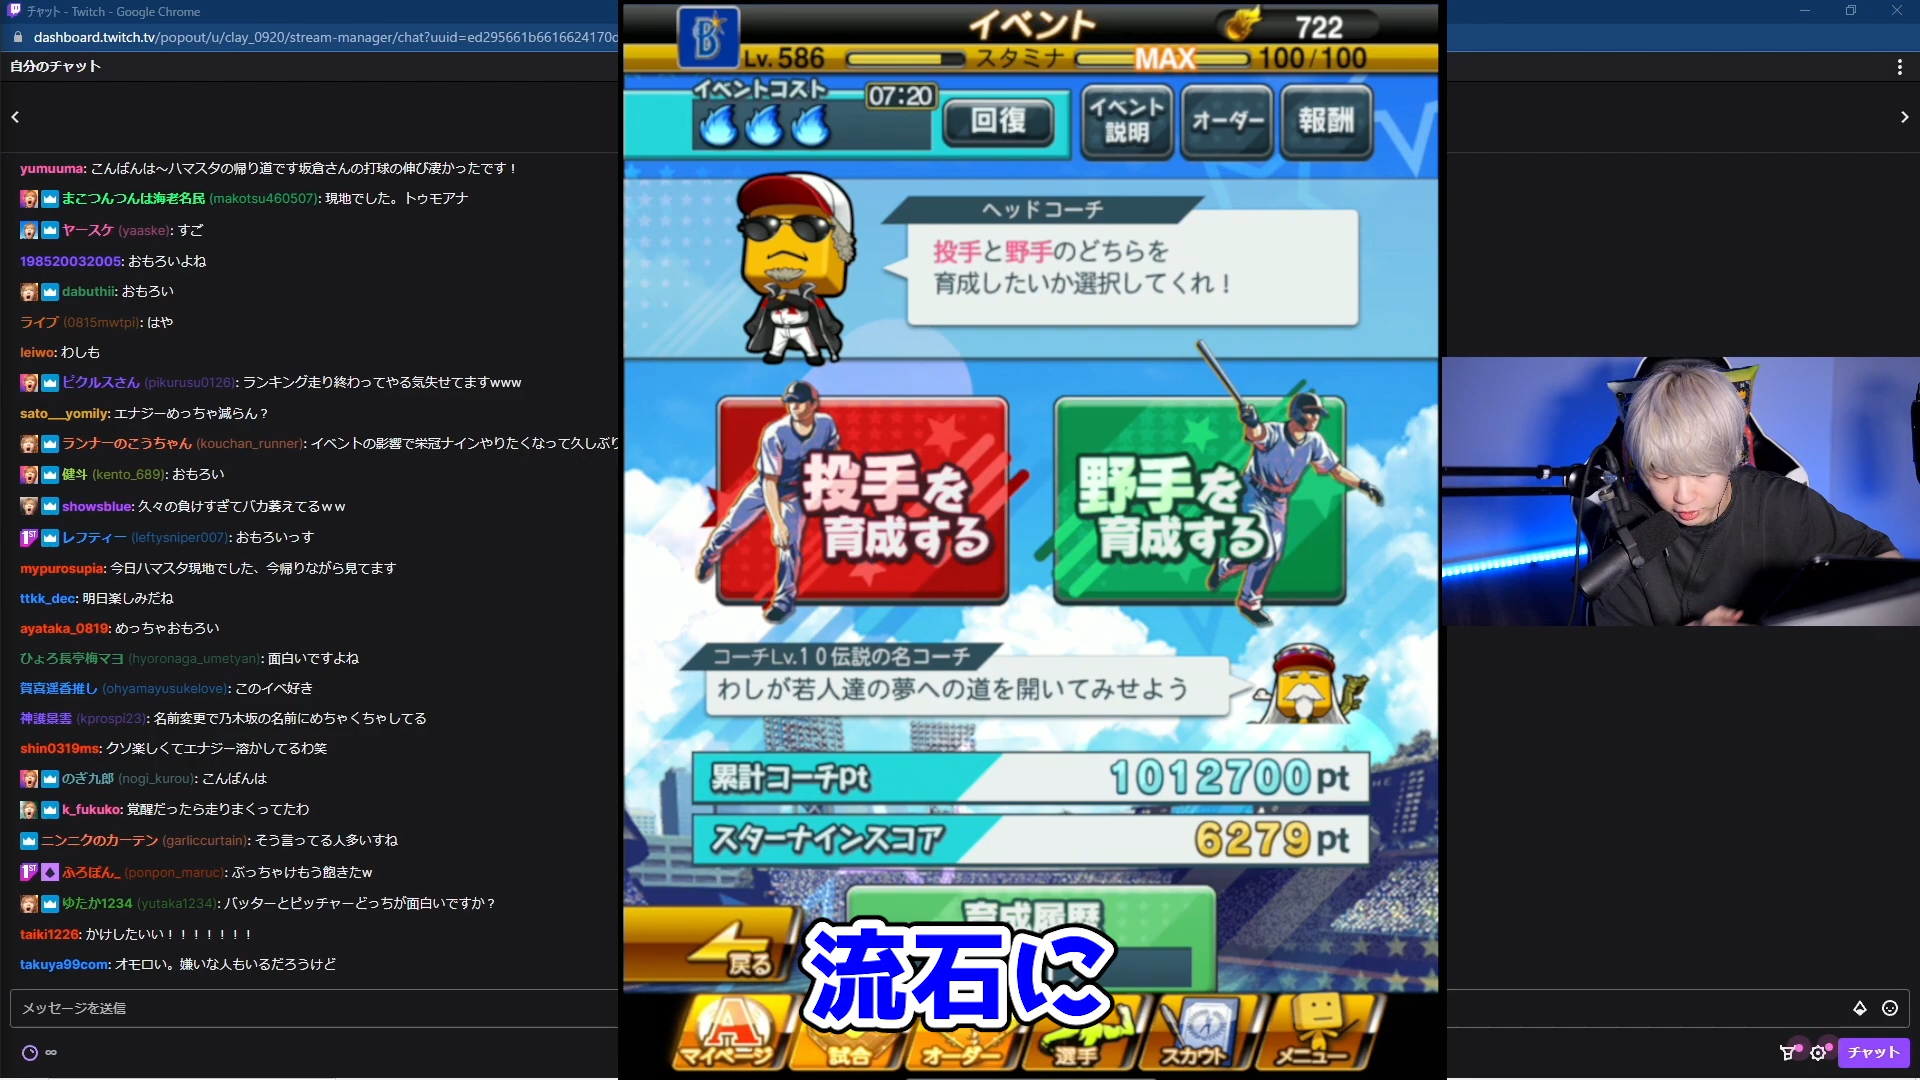 チャット - Twitch - Google Chrome
dashboard.twitch.tv/popout/u/clay_0920/stream-manager/chat?uuid=ed295661b6616624170c
自分のチャット
yumuuma: こんばんは～ハマスタの帰り道です坂倉さんの打球の伸び凄かったです！
まこつんつんは海老名民 (makotsu460507): 現地でした。トゥモアナ
ヤースケ (yaaske): すご
198520032005: おもろいよね
dabuthii: おもろい
ライブ (0815mwtpi): はや
leiwo: わしも
ピクルスさん (pikurusu0126): ランキング走り終わってやる気失せてますwww
sato___yomily: エナジーめっちゃ減らん？
ランナーのこうちゃん (kouchan_runner): イベントの影響で栄冠ナインやりたくなって久しぶり
健斗 (kento_689): おもろい
showsblue: 久々の負けすぎてバカ萎えてるｗｗ
レフティー (leftysniper007): おもろいっす
mypurosupia: 今日ハマスタ現地でした、今帰りながら見てます
ttkk_dec: 明日楽しみだね
ayataka_0819: めっちゃおもろい
ひょろ長亭梅マヨ (hyoronaga_umetyan): 面白いですよね
賀喜遥香推し (ohyamayusukelove): このイベ好き
神護景雲 (kprospi23): 名前変更で乃木坂の名前にめちゃくちゃしてる
shin0319ms: クソ楽しくてエナジー溶かしてるわ笑
のぎ九郎 (nogi_kurou): こんばんは
k_fukuko: 覚醒だったら走りまくってたわ
ニンニクのカーテン (garliccurtain): そう言ってる人多いすね
ふろぽん_ (ponpon_maruc): ぶっちゃけもう飽きたw
ゆたか1234 (yutaka1234): バッターとピッチャーどっちが面白いですか？
taiki1226: かけしたいい！！！！！！！
takuya99com: オモロい。嫌いな人もいるだろうけど
メッセージを送信
∞
チャット
イベント
722
Lv. 586
スタミナ
MAX
100/100
イベントコスト
07:20
回復
イベント
説明
オーダー
報酬
ヘッドコーチ
投手と野手のどちらを
育成したいか選択してくれ！
投手を
育成する
野手を
育成する
コーチLv.１０伝説の名コーチ
わしが若人達の夢への道を開いてみせよう
累計コーチpt
1012700pt
スターナインスコア
6279pt
育成履歴
戻る
流石に
マイページ
試合
オーダー
選手
スカウト
メニュー